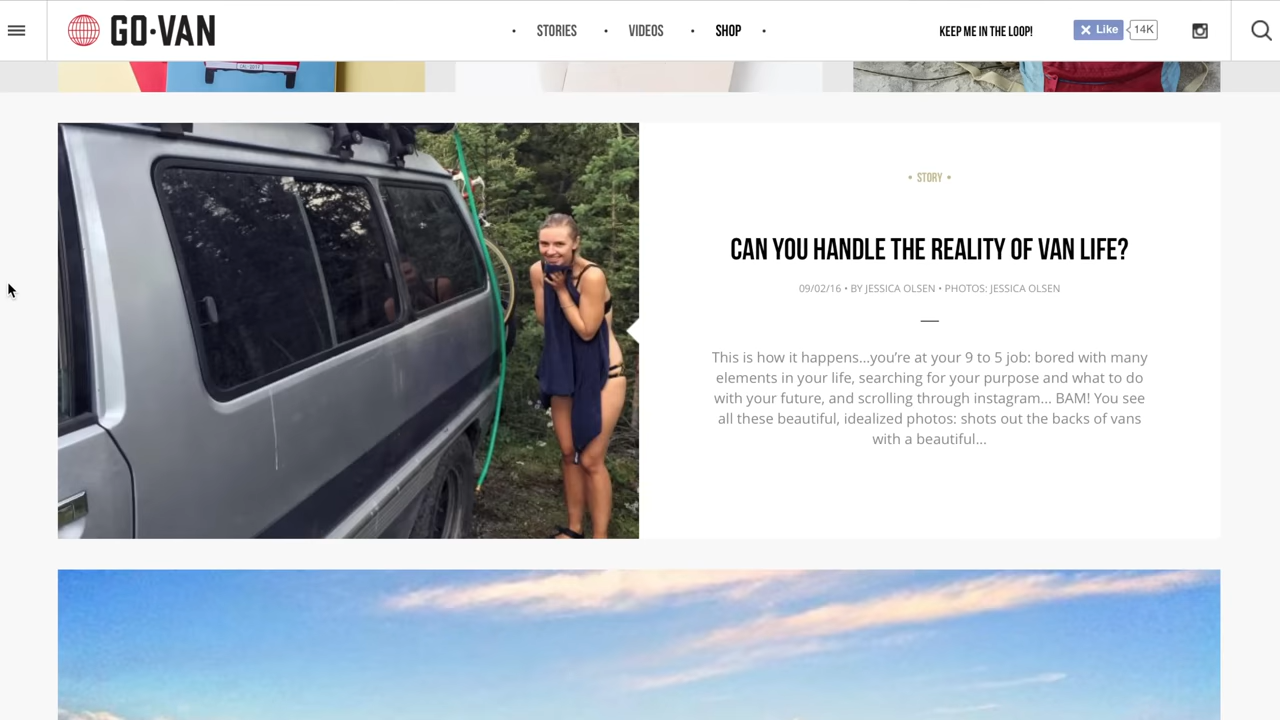 GO·VAN
• STORIES • VIDEOS • SHOP •
KEEP ME IN THE LOOP!
Like 14K
• STORY •
CAN YOU HANDLE THE REALITY OF VAN LIFE?
09/02/16 • BY JESSICA OLSEN • PHOTOS: JESSICA OLSEN
This is how it happens...you're at your 9 to 5 job: bored with many
elements in your life, searching for your purpose and what to do
with your future, and scrolling through instagram... BAM! You see
all these beautiful, idealized photos: shots out the backs of vans
with a beautiful...